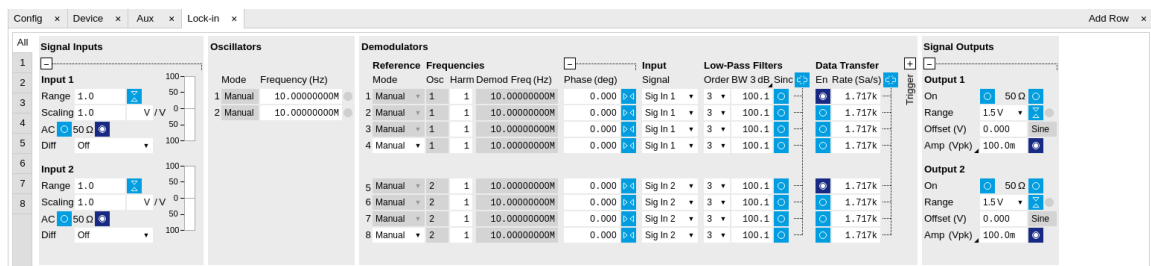 Config × Device × Aux × Lock-in × Add Row ×
All Signal Inputs Oscillators Demodulators Signal Outputs
1 Reference Frequencies Input Low-Pass Filters Data Transfer
2 Input 1 100 Mode Frequency (Hz) Mode Osc Harm Demod Freq (Hz) Phase (deg) Signal Order BW 3 dB Sinc En Rate (Sa/s) Trigger Output 1
3 Range 1.0 50 1 Manual 10.00000000M 1 Manual 1 1 10.00000000M 0.000 Sig In 1 3 100.1 1.717k On 50 Ω
Scaling 1.0 V / V 0 2 Manual 10.00000000M 2 Manual 1 1 10.00000000M 0.000 Sig In 1 3 100.1 1.717k Range 1.5 V
4 AC 50 Ω 50 3 Manual 1 1 10.00000000M 0.000 Sig In 1 3 100.1 1.717k Offset (V) 0.000 Sine
5 Diff Off 100 4 Manual 1 1 10.00000000M 0.000 Sig In 1 3 100.1 1.717k Amp (Vpk) 100.0m
6 Input 2 100 Output 2
7 Range 1.0 50 5 Manual 2 1 10.00000000M 0.000 Sig In 2 3 100.1 1.717k On 50 Ω
8 Scaling 1.0 V / V 0 6 Manual 2 1 10.00000000M 0.000 Sig In 2 3 100.1 1.717k Range 1.5 V
AC 50 Ω 50 7 Manual 2 1 10.00000000M 0.000 Sig In 2 3 100.1 1.717k Offset (V) 0.000 Sine
Diff Off 100 8 Manual 2 1 10.00000000M 0.000 Sig In 2 3 100.1 1.717k Amp (Vpk) 100.0m